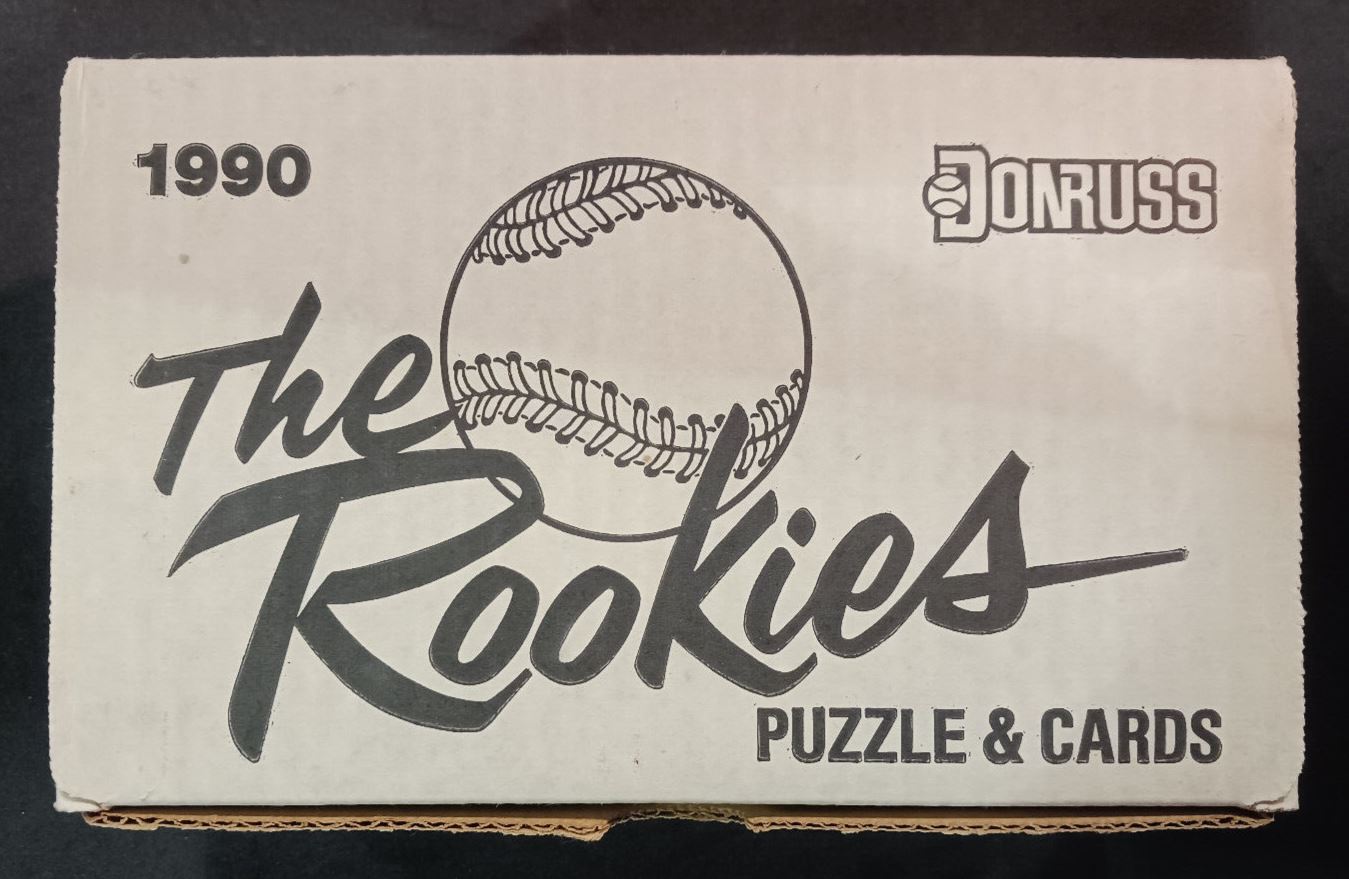 1990
DONRUSS
The
Rookies
PUZZLE & CARDS